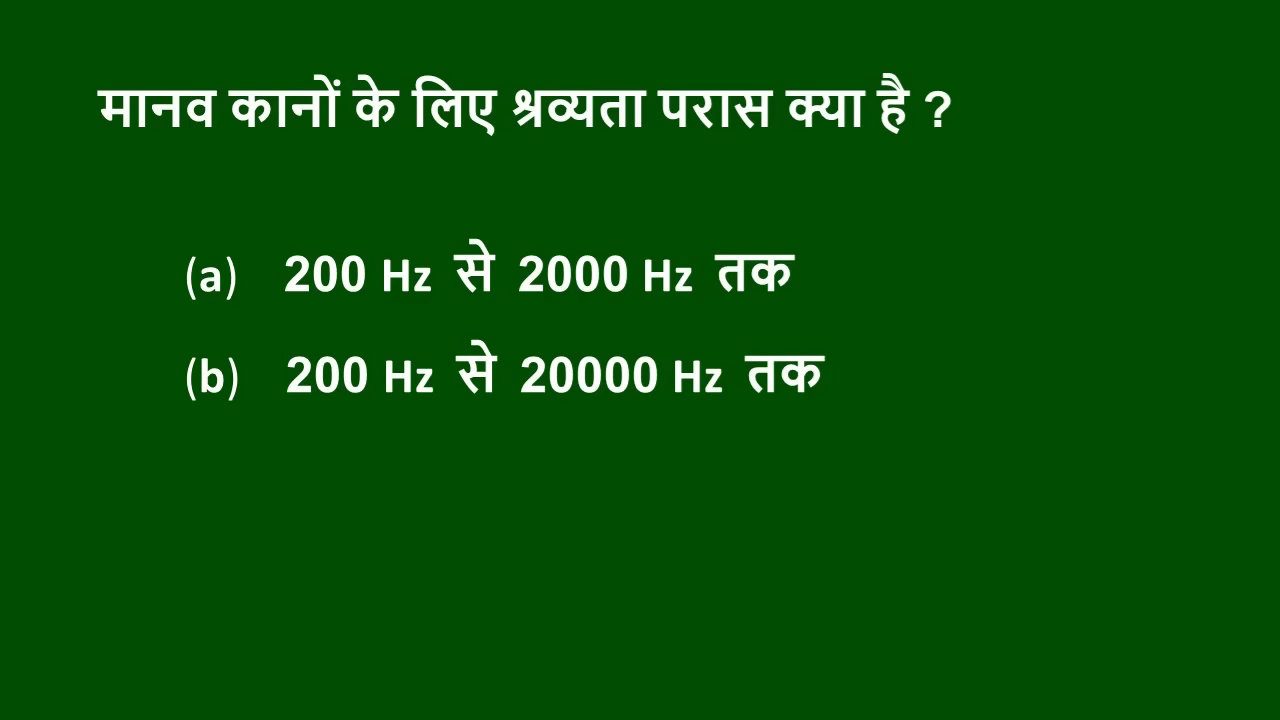 मानव कानों के लिए श्रव्यता परास क्या है ?
(a) 200 Hz से 2000 Hz तक
(b) 200 Hz से 20000 Hz तक